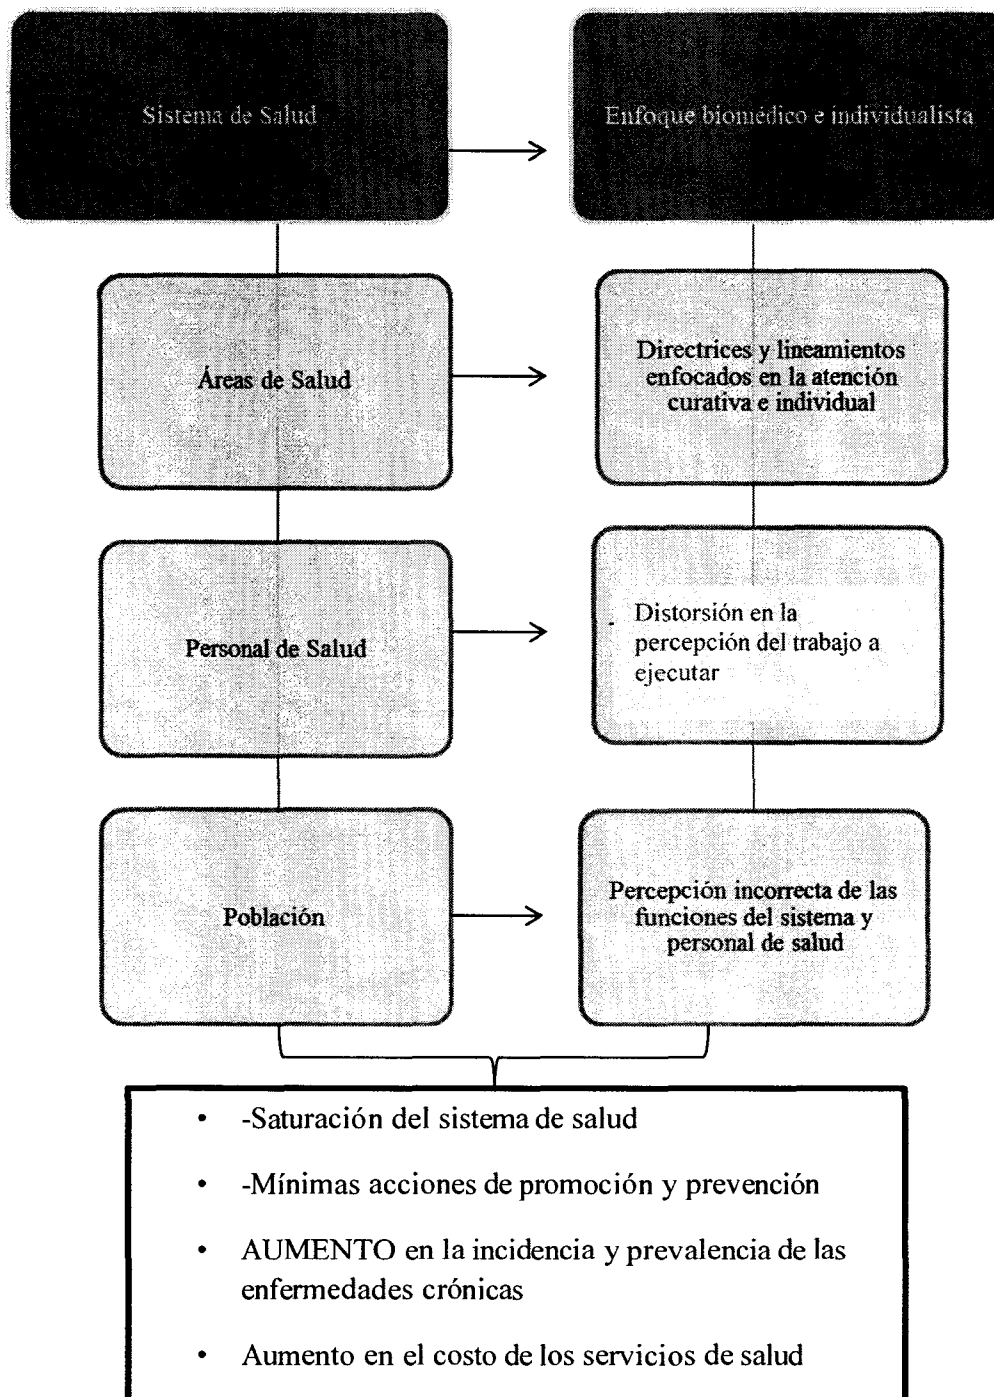 Sistema de Salud
Enfoque biomédico e individualista
Áreas de Salud
Directrices y lineamientos
enfocados en la atención
curativa e individual
Personal de Salud
Distorsión en la
percepción del trabajo a
ejecutar
Población
Percepción incorrecta de las
funciones del sistema y
personal de salud
• -Saturación del sistema de salud
• -Mínimas acciones de promoción y prevención
• AUMENTO en la incidencia y prevalencia de las
enfermedades crónicas
• Aumento en el costo de los servicios de salud